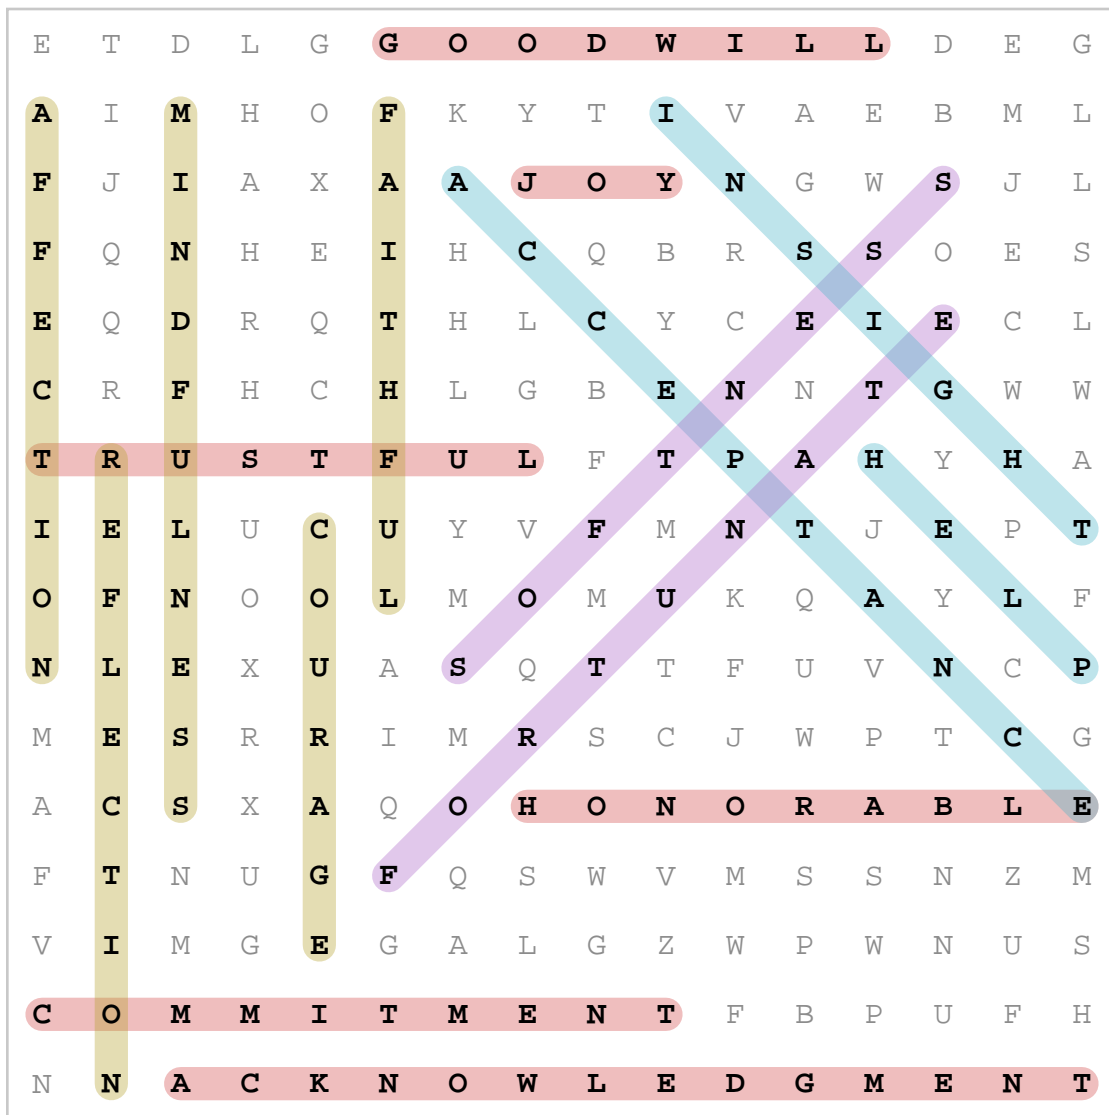 E T D L G G O O D W I L L D E G
A I M H O F K Y T I V A E B M L
F J I A X A A J O Y N G W S J L
F Q N H E I H C Q B R S S O E S
E Q D R Q T H L C Y C E I E C L
C R F H C H L G B E N N T G W W
T R U S T F U L F T P A H Y H A
I E L U C U Y V F M N T J E P T
O F N O O L M O M U K Q A Y L F
N L E X U A S Q T T F U V N C P
M E S R R I M R S C J W P T C G
A C S X A Q O H O N O R A B L E
F T N U G F Q S W V M S S N Z M
V I M G E G A L G Z W P W N U S
C O M M I T M E N T F B P U F H
N N A C K N O W L E D G M E N T